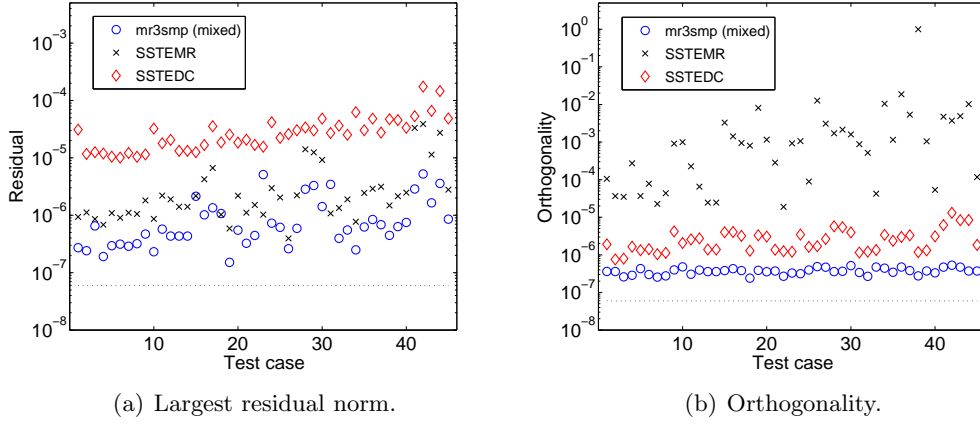 mr3smp (mixed)
SSTEMR
SSTEDC
10^{-3}
10^{-4}
10^{-5}
10^{-6}
10^{-7}
10^{-8}
Residual
10
20
30
40
Test case
(a) Largest residual norm.
mr3smp (mixed)
SSTEMR
SSTEDC
10^{0}
10^{-1}
10^{-2}
10^{-3}
10^{-4}
10^{-5}
10^{-6}
10^{-7}
10^{-8}
Orthogonality
10
20
30
40
Test case
(b) Orthogonality.